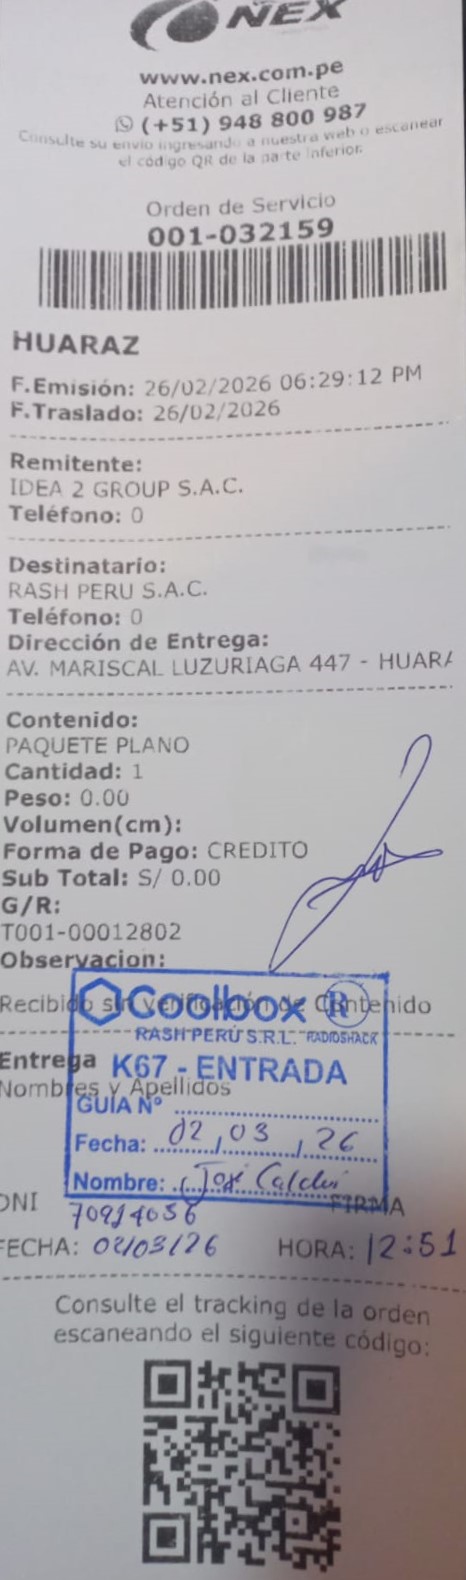 NEX
www.nex.com.pe
Atención al Cliente
(+51) 948 800 987
Consulte su envio ingresando a nuestra web o escanear
el código QR de la parte inferior.
Orden de Servicio
001-032159
HUARAZ
F.Emisión: 26/02/2026 06:29:12 PM
F.Traslado: 26/02/2026
Remitente:
IDEA 2 GROUP S.A.C.
Teléfono: 0
Destinatario:
RASH PERU S.A.C.
Teléfono: 0
Dirección de Entrega:
AV. MARISCAL LUZURIAGA 447 - HUARA
Contenido:
PAQUETE PLANO
Cantidad: 1
Peso: 0.00
Volumen(cm):
Forma de Pago: CREDITO
Sub Total: S/ 0.00
G/R:
T001-00012802
Observacion:
Recibido sin verificación de Contenido
Coolbox R
RASH PERÚ S.R.L. RADIOSHACK
Entrega
K67 - ENTRADA
Nombres y Apellidos
GUIA Nº
Fecha: 02,03,26
Nombre: José
DNI 70914056
FIRMA
FECHA: 02/03/26 HORA: 12:51
Consulte el tracking de la orden
escaneando el siguiente código: